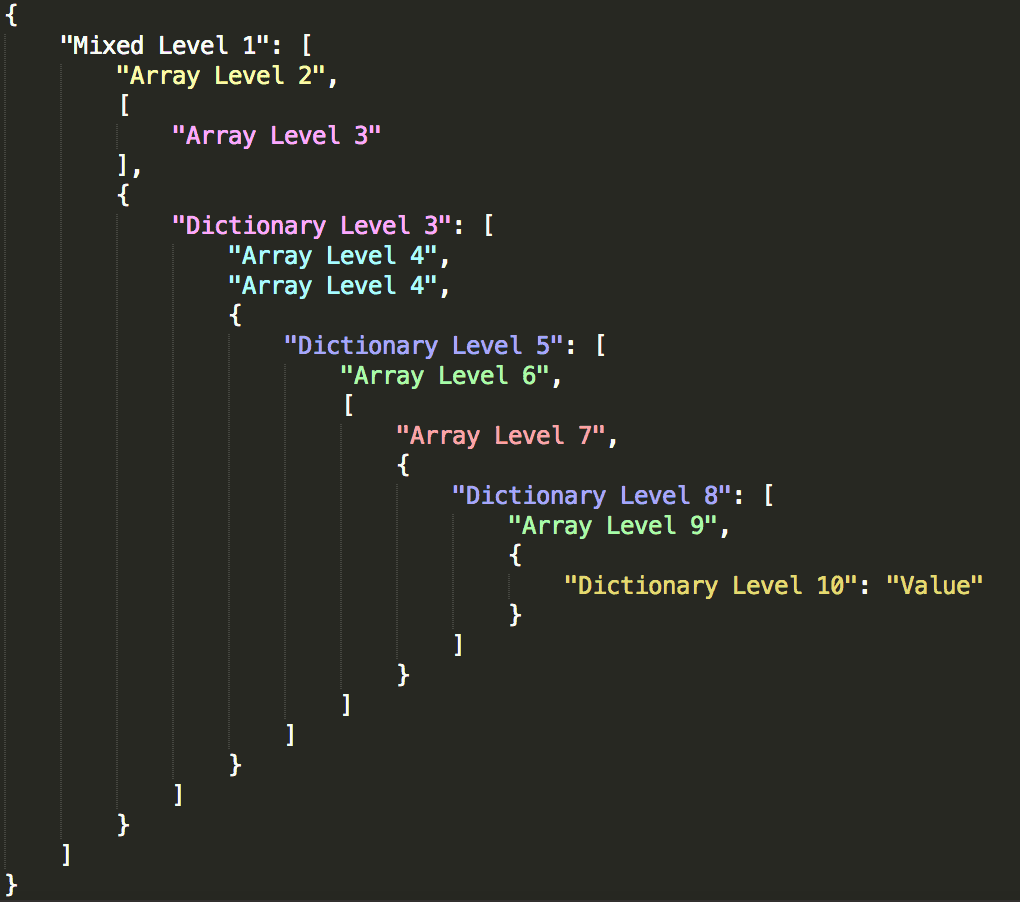 {
    "Mixed Level 1": [
        "Array Level 2",
        [
            "Array Level 3"
        ],
        {
            "Dictionary Level 3": [
                "Array Level 4",
                "Array Level 4",
                {
                    "Dictionary Level 5": [
                        "Array Level 6",
                        [
                            "Array Level 7",
                            {
                                "Dictionary Level 8": [
                                    "Array Level 9",
                                    {
                                        "Dictionary Level 10": "Value"
                                    }
                                ]
                            }
                        ]
                    ]
                }
            ]
        }
    ]
}